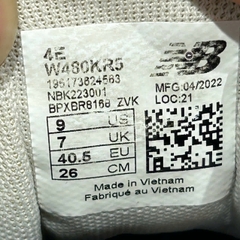 4E
W480KR5
195173624563
NBK223001
BPXBR8168 ZVK
MFG:04/2022
LOC:21
9 US
7 UK
40.5 EU
26 CM
Made in Vietnam
Fabriqué au Vietnam